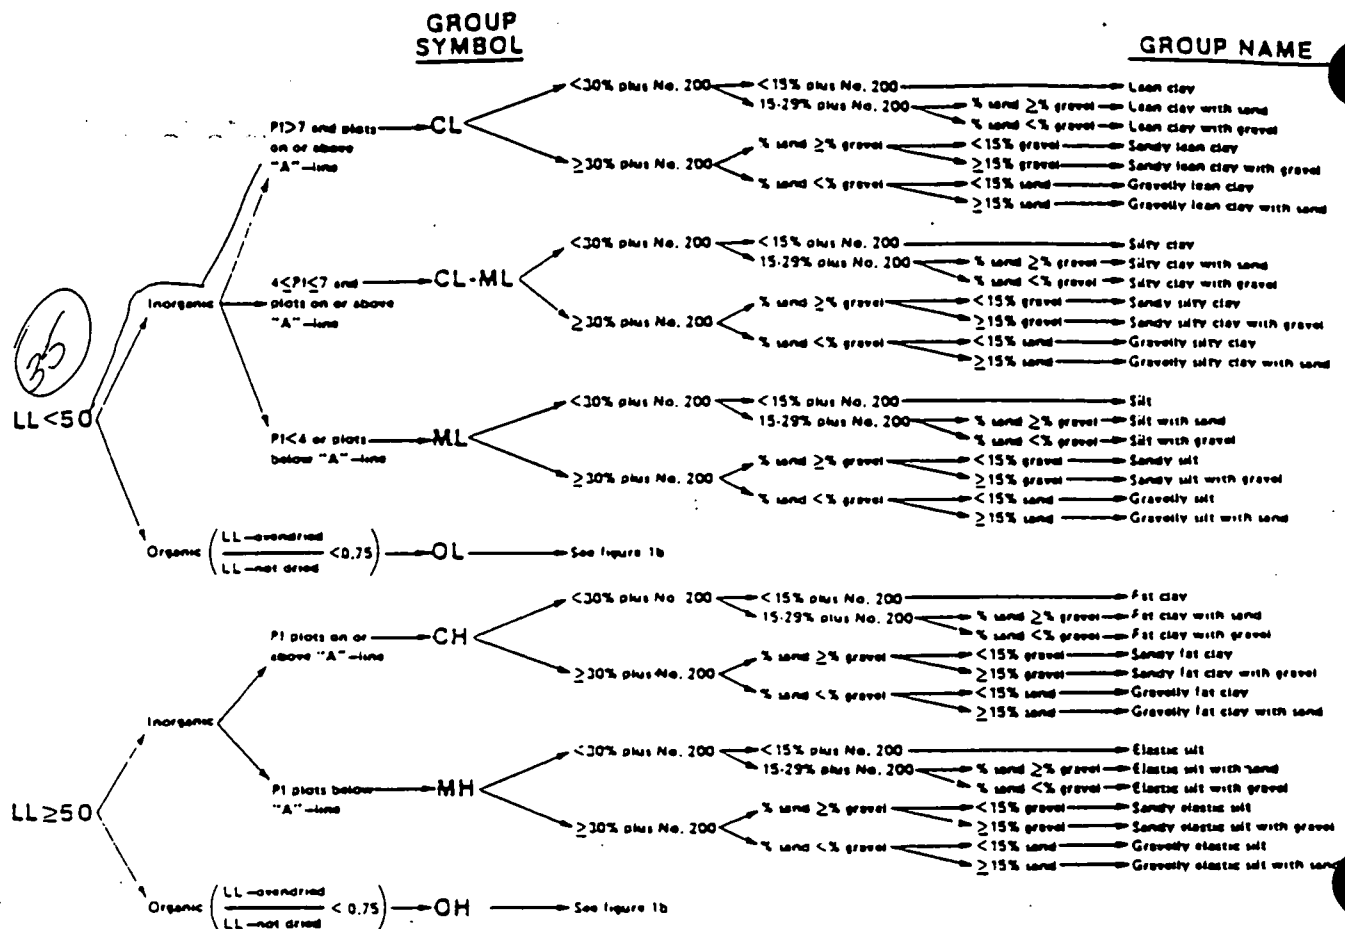 GROUP SYMBOL
GROUP NAME
<30% plus No. 200 <15% plus No. 200 Lean clay
15-29% plus No. 200 % sand ≥% gravel Lean clay with sand
% sand <% gravel Lean clay with gravel
PI>7 and plots on or above "A"-line CL
≥30% plus No. 200 % sand ≥% gravel <15% gravel Sandy lean clay
≥15% gravel Sandy lean clay with gravel
% sand <% gravel <15% sand Gravelly lean clay
≥15% sand Gravelly lean clay with sand
<30% plus No. 200 <15% plus No. 200 Silty clay
15-29% plus No. 200 % sand ≥% gravel Silty clay with sand
% sand <% gravel Silty clay with gravel
Inorganic 4≤PI≤7 and plots on or above "A"-line CL-ML
≥30% plus No. 200 % sand ≥% gravel <15% gravel Sandy silty clay
≥15% gravel Sandy silty clay with gravel
% sand <% gravel <15% sand Gravelly silty clay
≥15% sand Gravelly silty clay with sand
35
LL<50
<30% plus No. 200 <15% plus No. 200 Silt
15-29% plus No. 200 % sand ≥% gravel Silt with sand
% sand <% gravel Silt with gravel
PI<4 or plots below "A"-line ML
≥30% plus No. 200 % sand ≥% gravel <15% gravel Sandy silt
≥15% gravel Sandy silt with gravel
% sand <% gravel <15% sand Gravelly silt
≥15% sand Gravelly silt with sand
Organic (LL-ovendried / LL-not dried <0.75) OL See figure 1b
<30% plus No. 200 <15% plus No. 200 Fat clay
15-29% plus No. 200 % sand ≥% gravel Fat clay with sand
% sand <% gravel Fat clay with gravel
PI plots on or above "A"-line CH
≥30% plus No. 200 % sand ≥% gravel <15% gravel Sandy fat clay
≥15% gravel Sandy fat clay with gravel
% sand <% gravel <15% sand Gravelly fat clay
≥15% sand Gravelly fat clay with sand
Inorganic
<30% plus No. 200 <15% plus No. 200 Elastic silt
15-29% plus No. 200 % sand ≥% gravel Elastic silt with sand
% sand <% gravel Elastic silt with gravel
PI plots below "A"-line MH
LL≥50
≥30% plus No. 200 % sand ≥% gravel <15% gravel Sandy elastic silt
≥15% gravel Sandy elastic silt with gravel
% sand <% gravel <15% sand Gravelly elastic silt
≥15% sand Gravelly elastic silt with sand
Organic (LL-ovendried / LL-not dried <0.75) OH See figure 1b